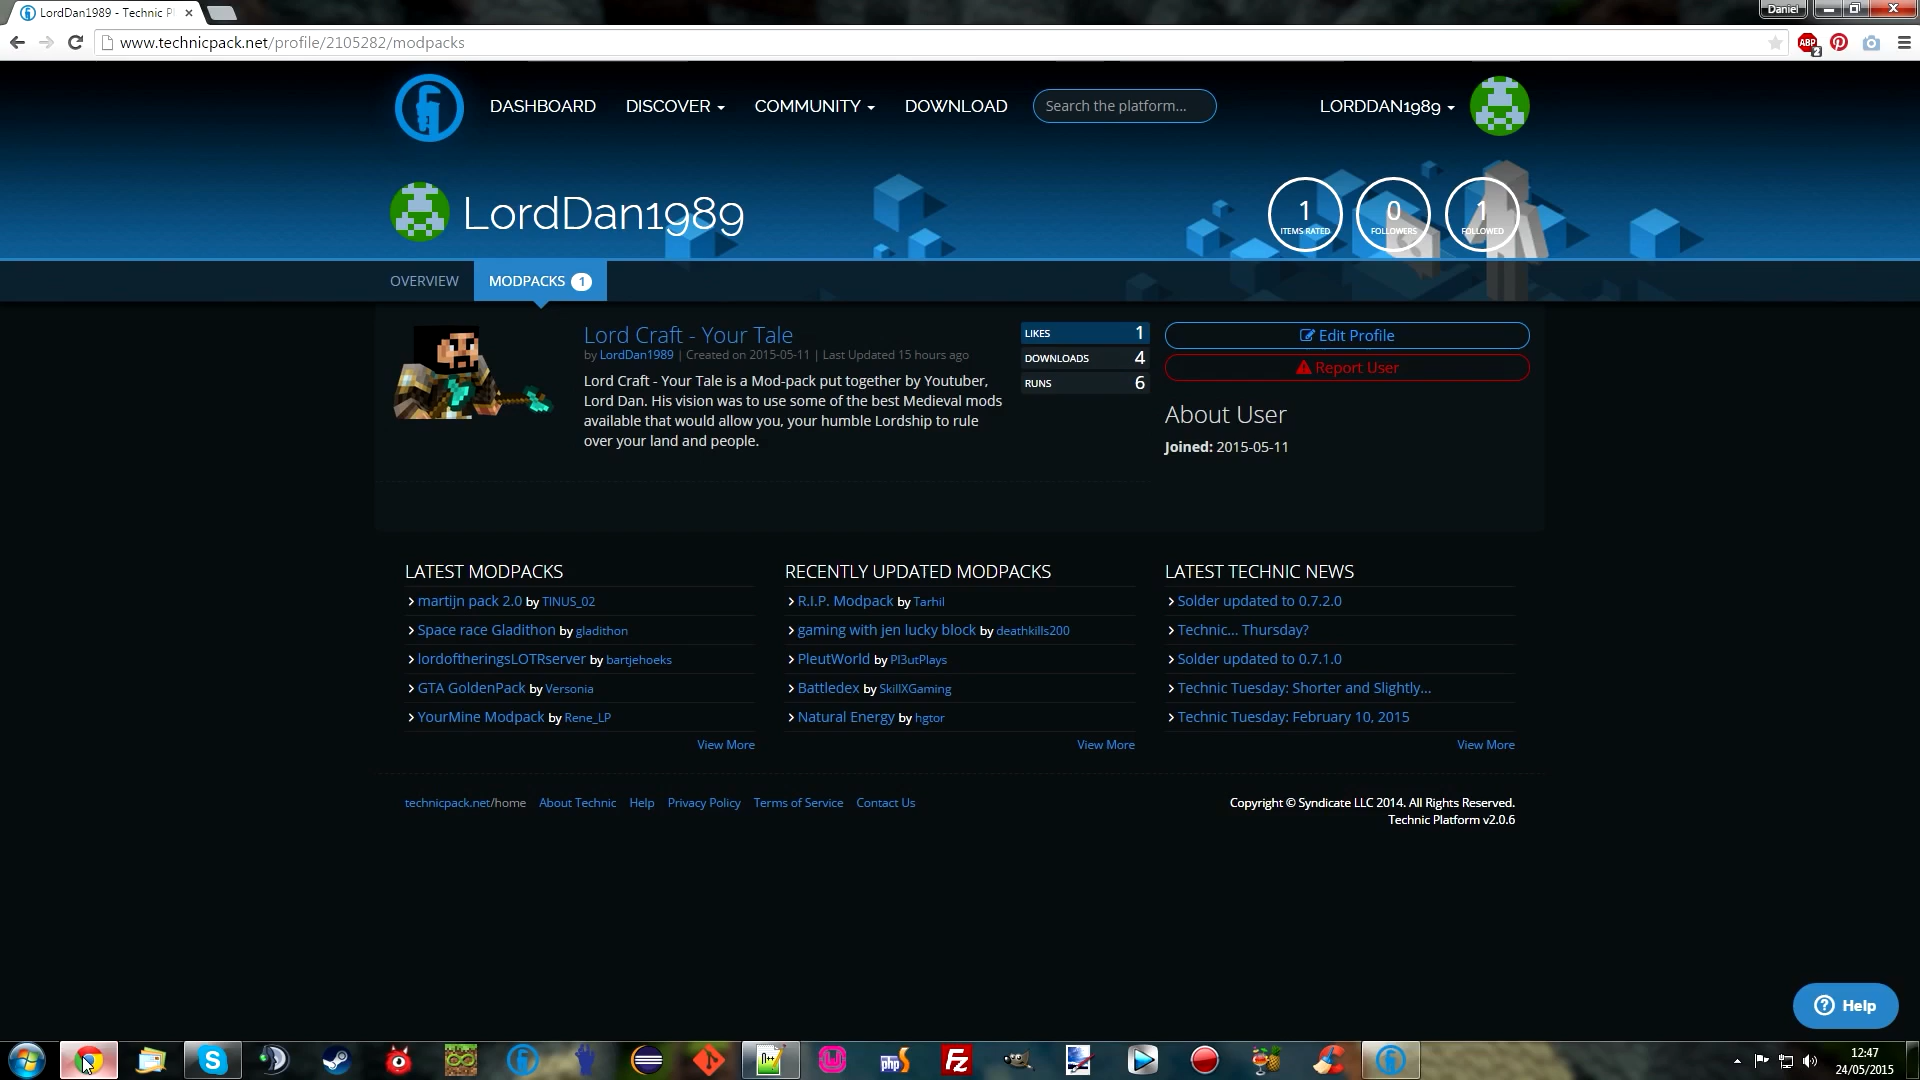 LordDan1989 - Technic P
Daniel
www.technicpack.net/profile/2105282/modpacks
ABP
2
DASHBOARD DISCOVER COMMUNITY DOWNLOAD Search the platform... LORDDAN1989
LordDan1989
1 ITEMS RATED
0 FOLLOWERS
1 FOLLOWED
OVERVIEW MODPACKS 1
Lord Craft - Your Tale
by LordDan1989 | Created on 2015-05-11 | Last Updated 15 hours ago
Lord Craft - Your Tale is a Mod-pack put together by Youtuber,
Lord Dan. His vision was to use some of the best Medieval mods
available that would allow you, your humble Lordship to rule
over your land and people.
LIKES 1
DOWNLOADS 4
RUNS 6
Edit Profile
Report User
About User
Joined: 2015-05-11
LATEST MODPACKS
martijn pack 2.0 by TINUS_02
Space race Gladithon by gladithon
lordoftheringsLOTRserver by bartjehoeks
GTA GoldenPack by Versonia
YourMine Modpack by Rene_LP
View More
RECENTLY UPDATED MODPACKS
R.I.P. Modpack by Tarhil
gaming with jen lucky block by deathkills200
PleutWorld by Pl3utPlays
Battledex by SkillXGaming
Natural Energy by hgtor
View More
LATEST TECHNIC NEWS
Solder updated to 0.7.2.0
Technic... Thursday?
Solder updated to 0.7.1.0
Technic Tuesday: Shorter and Slightly...
Technic Tuesday: February 10, 2015
View More
technicpack.net/home About Technic Help Privacy Policy Terms of Service Contact Us
Copyright © Syndicate LLC 2014. All Rights Reserved.
Technic Platform v2.0.6
Help
php
Fz
12:47
24/05/2015